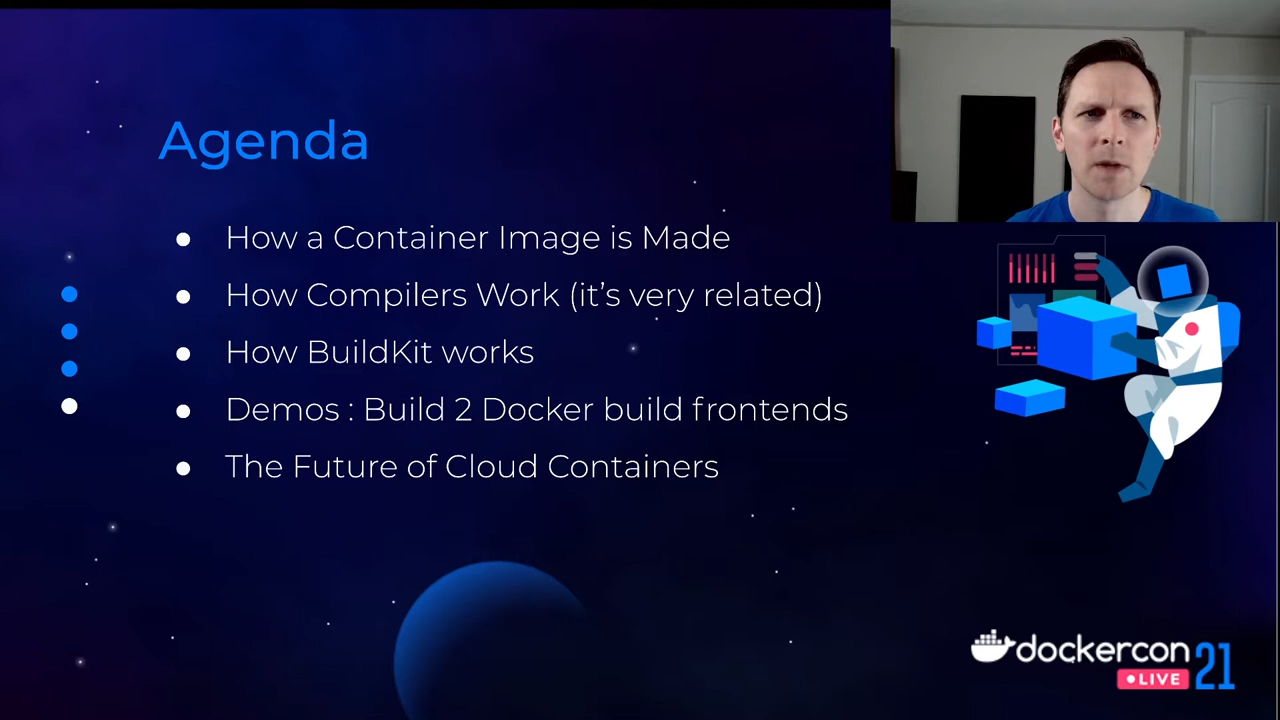 Agenda
● How a Container Image is Made
● How Compilers Work (it's very related)
● How BuildKit works
● Demos : Build 2 Docker build frontends
● The Future of Cloud Containers
dockercon 21
LIVE